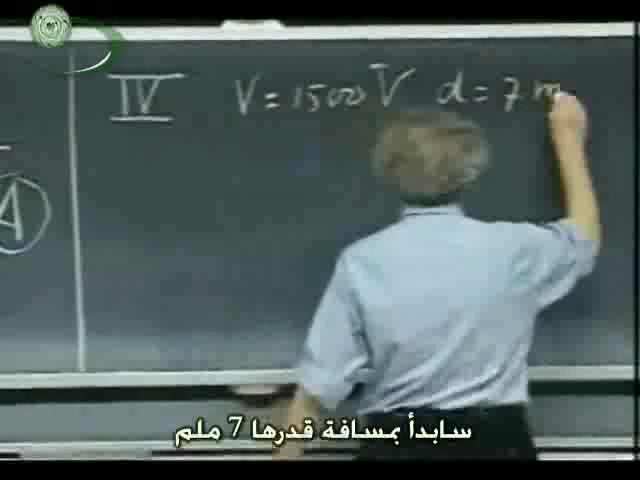 IV V = 1500 V d = 7 m
A
سابدأ بمسافة قدرها 7 ملم